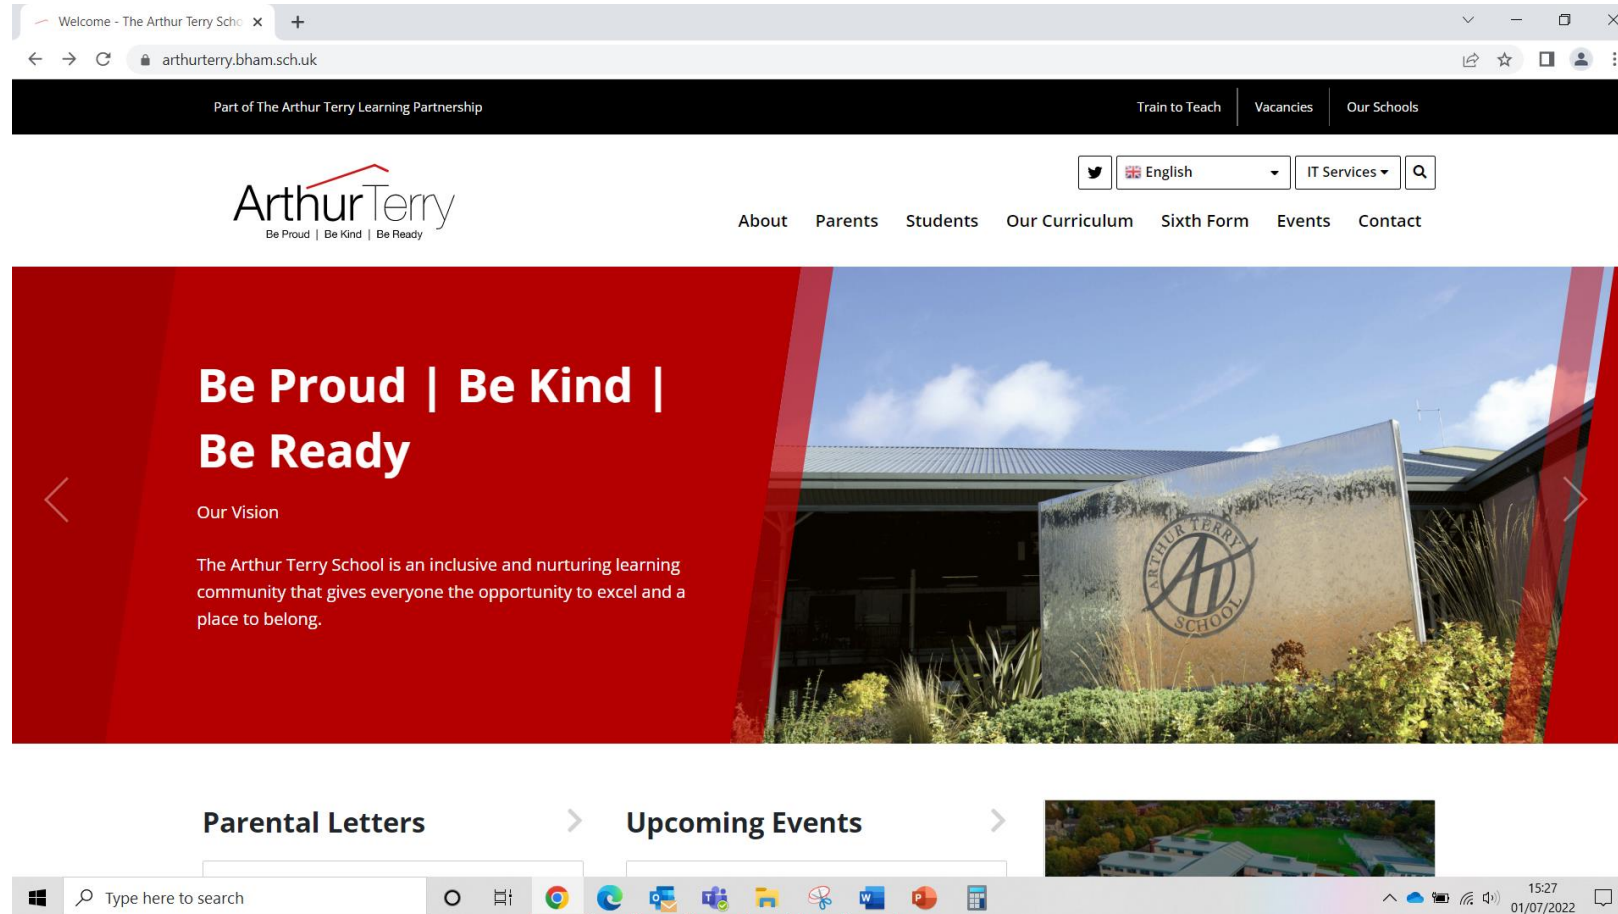 Welcome - The Arthur Terry Scho
arthurterry.bham.sch.uk
Part of The Arthur Terry Learning Partnership
Train to Teach
Vacancies
Our Schools
ArthurTerry
Be Proud | Be Kind | Be Ready
English
IT Services
About
Parents
Students
Our Curriculum
Sixth Form
Events
Contact
Be Proud | Be Kind |
Be Ready
Our Vision
The Arthur Terry School is an inclusive and nurturing learning
community that gives everyone the opportunity to excel and a
place to belong.
ARTHUR TERRY
AT
SCHOOL
Parental Letters
Upcoming Events
Type here to search
15:27
01/07/2022